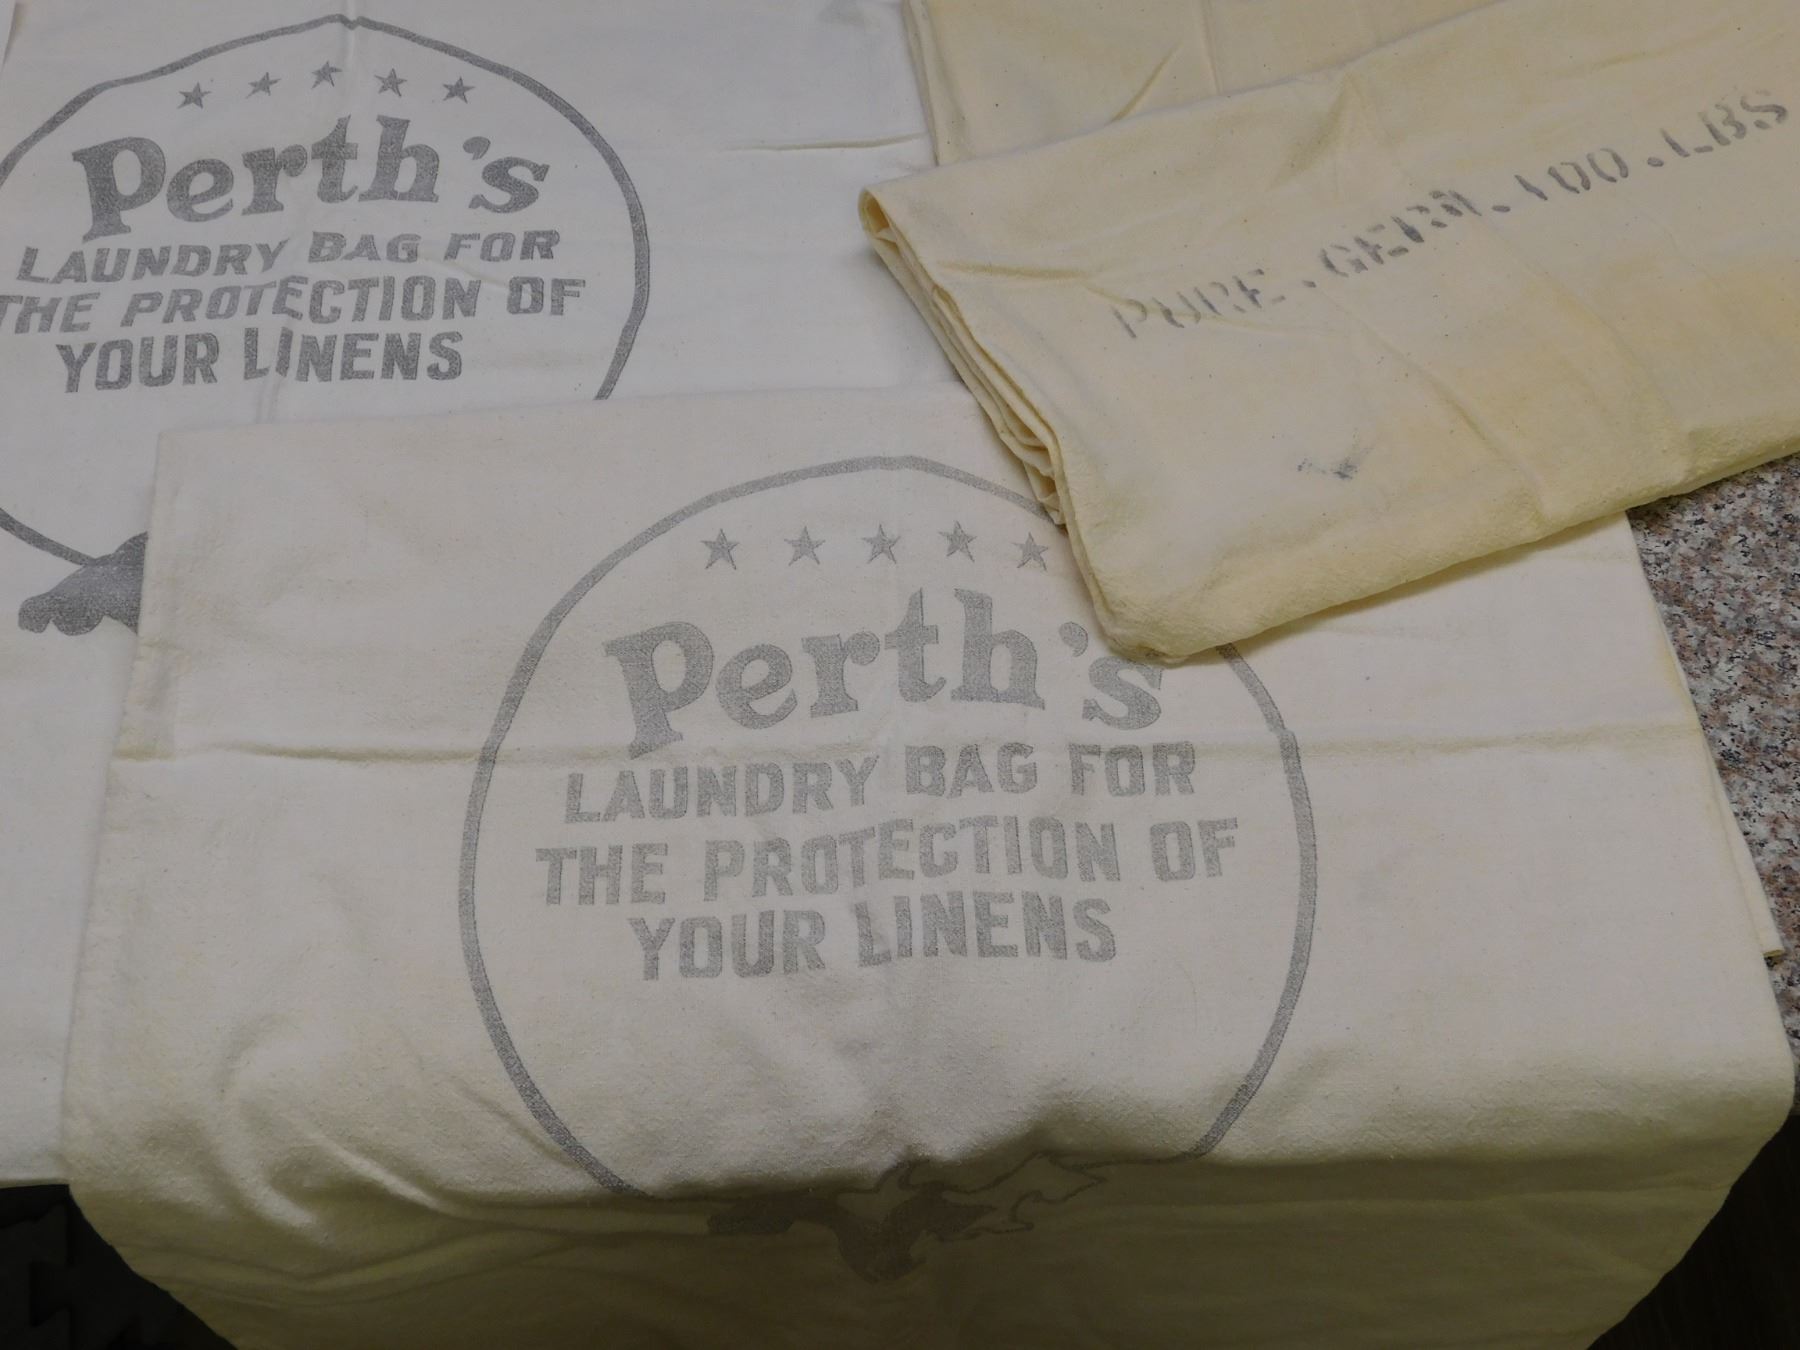 Perth's
LAUNDRY BAG FOR
THE PROTECTION OF
YOUR LINENS
PURE.GERM.100.LBS
Perth's
LAUNDRY BAG FOR
THE PROTECTION OF
YOUR LINENS